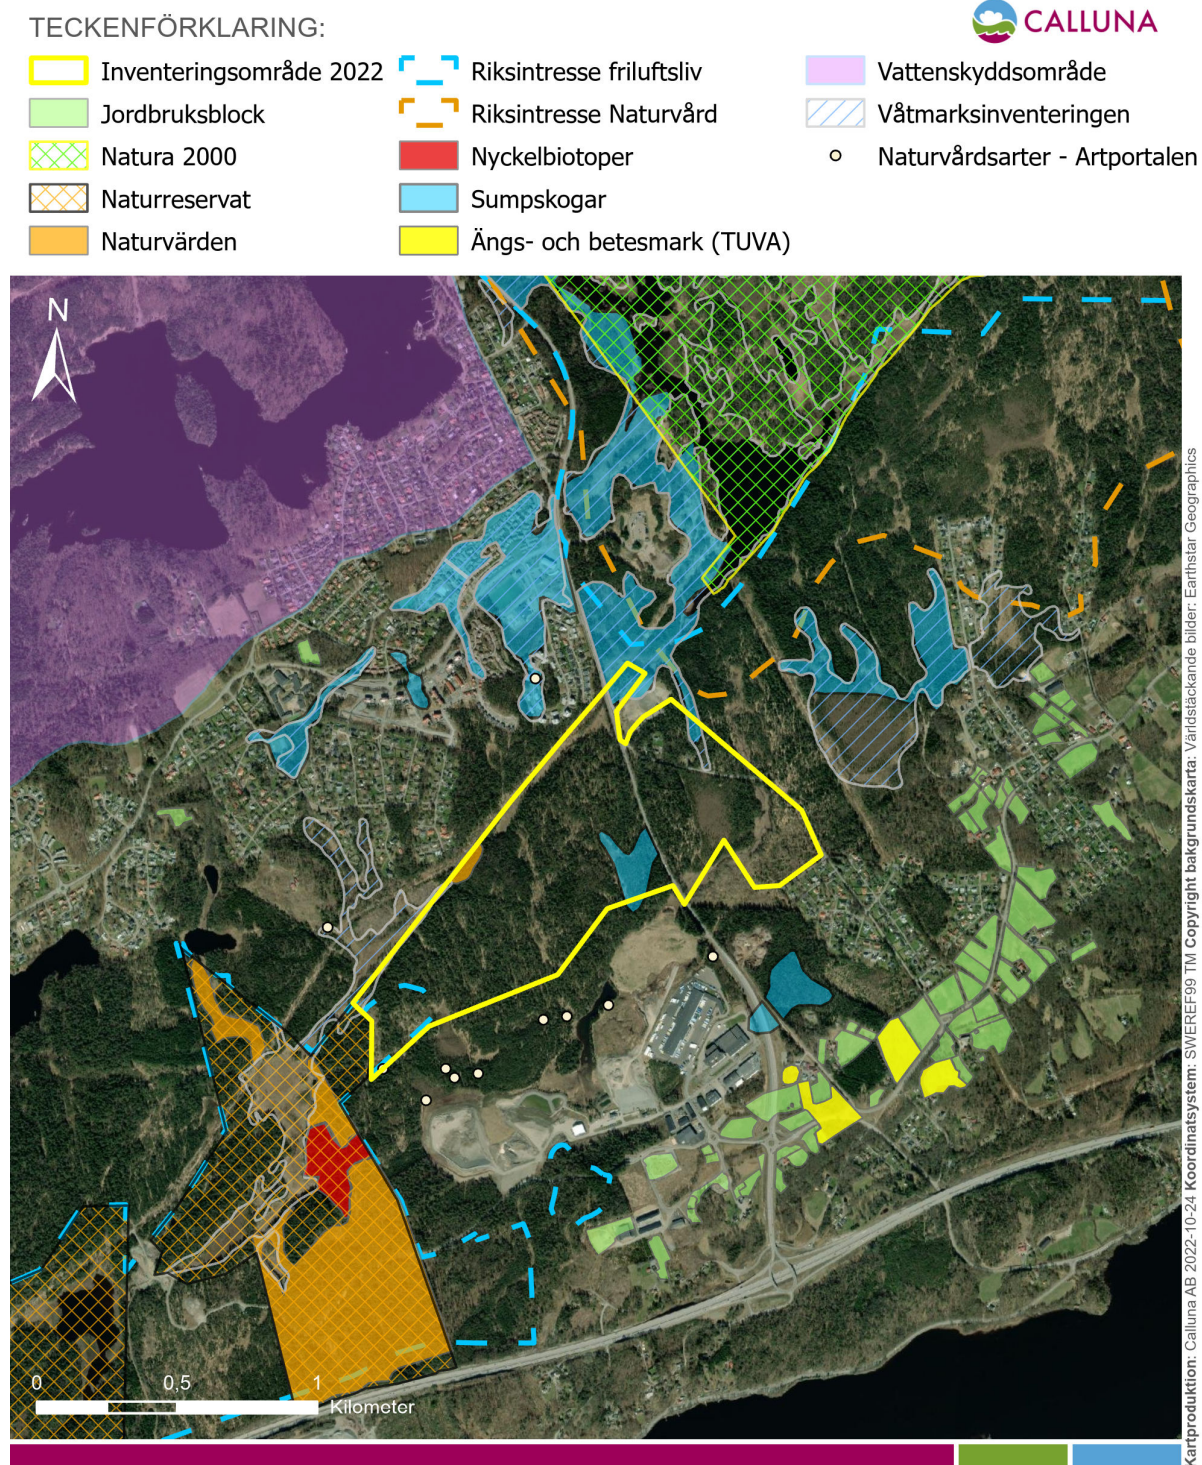 TECKENFÖRKLARING:
CALLUNA
Inventeringsområde 2022
Riksintresse friluftsliv
Vattenskyddsområde
Jordbruksblock
Riksintresse Naturvård
Våtmarksinventeringen
Natura 2000
Nyckelbiotoper
Naturvårdsarter - Artportalen
Naturreservat
Sumpskogar
Naturvärden
Ängs- och betesmark (TUVA)
N
0
0,5
1
Kilometer
Kartproduktion: Calluna AB 2022-10-24 Koordinatsystem: SWEREF99 TM Copyright bakgrundskarta: Världstäckande bilder: Earthstar Geographics